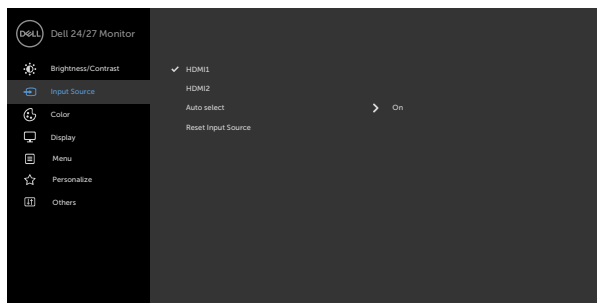 DELL
Dell 24/27 Monitor
Brightness/Contrast
Input Source
Color
Display
Menu
Personalize
Others
HDMI1
HDMI2
Auto select On
Reset Input Source